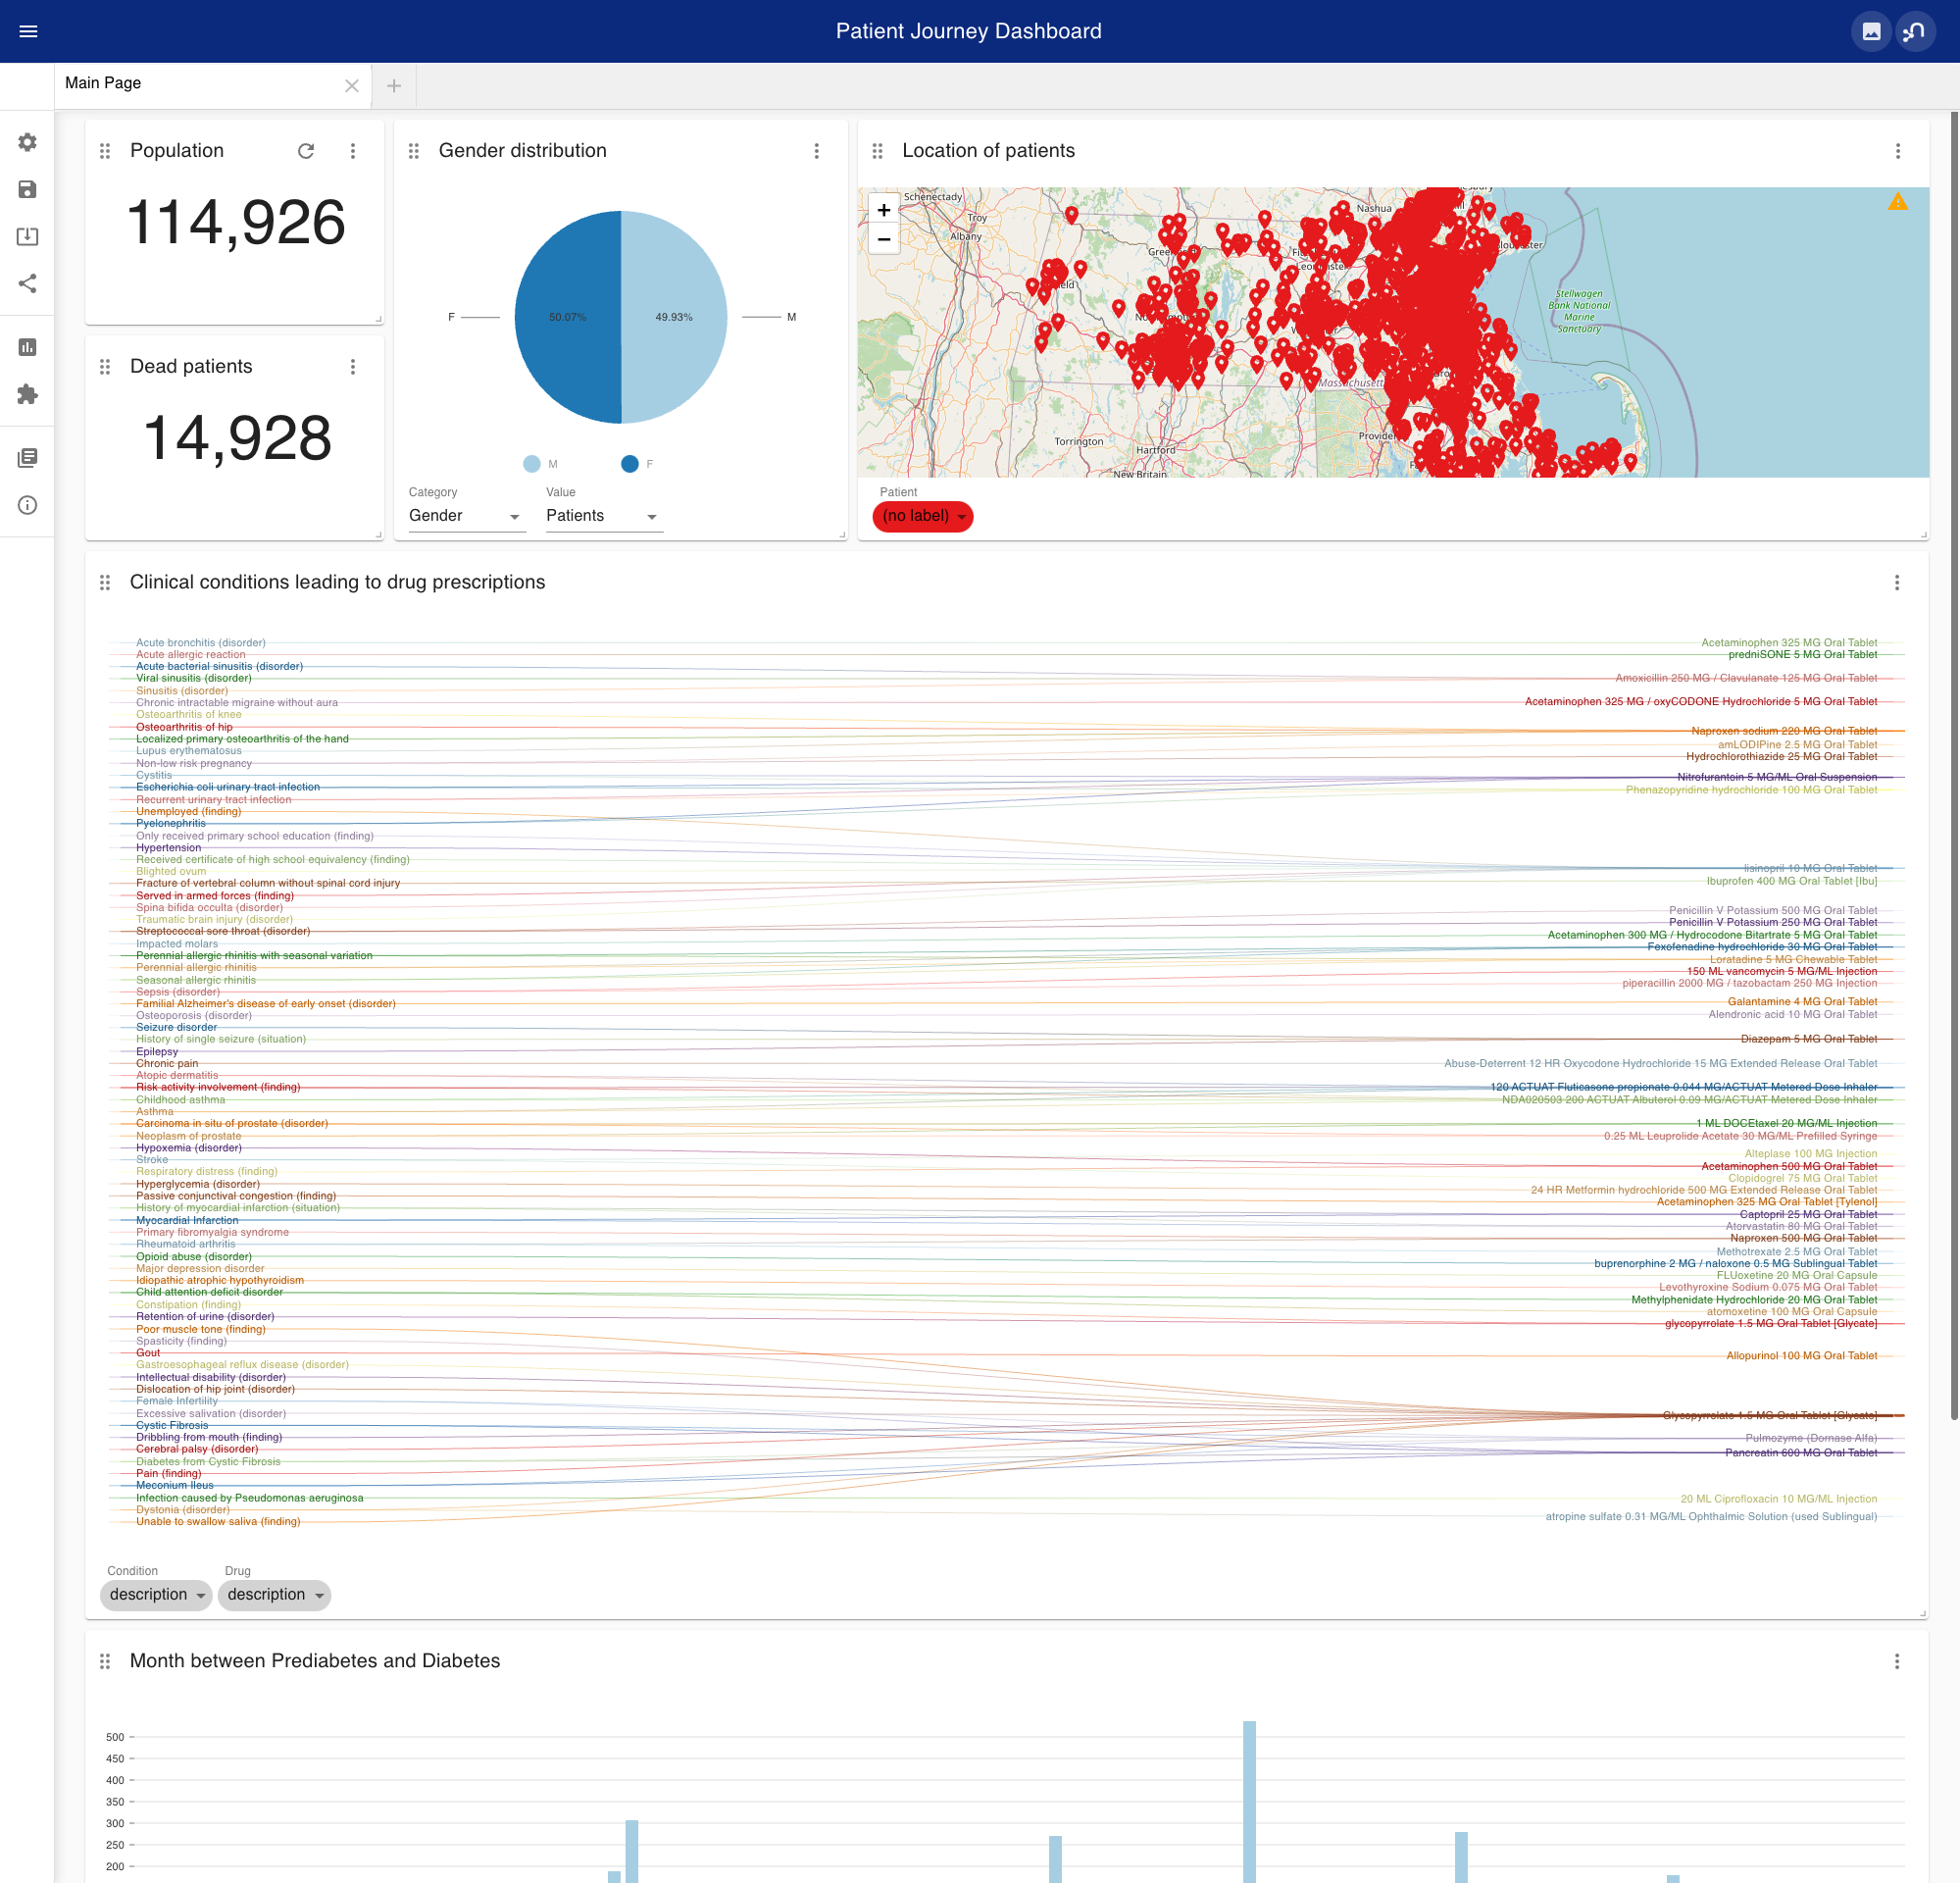 Patient Journey Dashboard
Main Page
Population
114,926
Dead patients
14,928
Gender distribution
F
50.07%
49.93%
M
M
F
Category
Value
Gender
Patients
Location of patients
+
−
Schenectady
Troy
Albany
Nashua
Torrington
Hartford
New Britain
Massachusett
Stellwagen
Bank National
Marine
Sanctuary
Patient
(no label)
Clinical conditions leading to drug prescriptions
Acute bronchitis (disorder)
Acute allergic reaction
Acute bacterial sinusitis (disorder)
Viral sinusitis (disorder)
Sinusitis (disorder)
Chronic intractable migraine without aura
Osteoarthritis of knee
Osteoarthritis of hip
Localized primary osteoarthritis of the hand
Lupus erythematosus
Non-low risk pregnancy
Cystitis
Escherichia coli urinary tract infection
Recurrent urinary tract infection
Unemployed (finding)
Pyelonephritis
Only received primary school education (finding)
Hypertension
Received certificate of high school equivalency (finding)
Blighted ovum
Fracture of vertebral column without spinal cord injury
Served in armed forces (finding)
Spina bifida occulta (disorder)
Traumatic brain injury (disorder)
Streptococcal sore throat (disorder)
Impacted molars
Perennial allergic rhinitis with seasonal variation
Perennial allergic rhinitis
Seasonal allergic rhinitis
Sepsis (disorder)
Familial Alzheimer's disease of early onset (disorder)
Osteoporosis (disorder)
Seizure disorder
History of single seizure (situation)
Epilepsy
Chronic pain
Atopic dermatitis
Risk activity involvement (finding)
Childhood asthma
Asthma
Carcinoma in situ of prostate (disorder)
Neoplasm of prostate
Hypoxemia (disorder)
Stroke
Respiratory distress (finding)
Hyperglycemia (disorder)
Passive conjunctival congestion (finding)
History of myocardial infarction (situation)
Myocardial Infarction
Primary fibromyalgia syndrome
Rheumatoid arthritis
Opioid abuse (disorder)
Major depression disorder
Idiopathic atrophic hypothyroidism
Child attention deficit disorder
Constipation (finding)
Retention of urine (disorder)
Poor muscle tone (finding)
Spasticity (finding)
Gout
Gastroesophageal reflux disease (disorder)
Intellectual disability (disorder)
Dislocation of hip joint (disorder)
Female Infertility
Excessive salivation (disorder)
Cystic Fibrosis
Dribbling from mouth (finding)
Cerebral palsy (disorder)
Diabetes from Cystic Fibrosis
Pain (finding)
Meconium Ileus
Infection caused by Pseudomonas aeruginosa
Dystonia (disorder)
Unable to swallow saliva (finding)
Acetaminophen 325 MG Oral Tablet
predniSONE 5 MG Oral Tablet
Amoxicillin 250 MG / Clavulanate 125 MG Oral Tablet
Acetaminophen 325 MG / oxyCODONE Hydrochloride 5 MG Oral Tablet
Naproxen sodium 220 MG Oral Tablet
amLODIPine 2.5 MG Oral Tablet
Hydrochlorothiazide 25 MG Oral Tablet
Nitrofurantoin 5 MG/ML Oral Suspension
Phenazopyridine hydrochloride 100 MG Oral Tablet
lisinopril 10 MG Oral Tablet
Ibuprofen 400 MG Oral Tablet [Ibu]
Penicillin V Potassium 500 MG Oral Tablet
Penicillin V Potassium 250 MG Oral Tablet
Acetaminophen 300 MG / Hydrocodone Bitartrate 5 MG Oral Tablet
Fexofenadine hydrochloride 30 MG Oral Tablet
Loratadine 5 MG Chewable Tablet
150 ML vancomycin 5 MG/ML Injection
piperacillin 2000 MG / tazobactam 250 MG Injection
Galantamine 4 MG Oral Tablet
Alendronic acid 10 MG Oral Tablet
Diazepam 5 MG Oral Tablet
Abuse-Deterrent 12 HR Oxycodone Hydrochloride 15 MG Extended Release Oral Tablet
120 ACTUAT Fluticasone propionate 0.044 MG/ACTUAT Metered Dose Inhaler
NDA020503 200 ACTUAT Albuterol 0.09 MG/ACTUAT Metered Dose Inhaler
1 ML DOCEtaxel 20 MG/ML Injection
0.25 ML Leuprolide Acetate 30 MG/ML Prefilled Syringe
Alteplase 100 MG Injection
Acetaminophen 500 MG Oral Tablet
Clopidogrel 75 MG Oral Tablet
24 HR Metformin hydrochloride 500 MG Extended Release Oral Tablet
Acetaminophen 325 MG Oral Tablet [Tylenol]
Captopril 25 MG Oral Tablet
Atorvastatin 80 MG Oral Tablet
Naproxen 500 MG Oral Tablet
Methotrexate 2.5 MG Oral Tablet
buprenorphine 2 MG / naloxone 0.5 MG Sublingual Tablet
FLUoxetine 20 MG Oral Capsule
Levothyroxine Sodium 0.075 MG Oral Tablet
Methylphenidate Hydrochloride 20 MG Oral Tablet
atomoxetine 100 MG Oral Capsule
glycopyrrolate 1.5 MG Oral Tablet [Glycate]
Allopurinol 100 MG Oral Tablet
Glycopyrrolate 1.5 MG Oral Tablet [Glycate]
Pulmozyme (Dornase Alfa)
Pancreatin 600 MG Oral Tablet
20 ML Ciprofloxacin 10 MG/ML Injection
atropine sulfate 0.31 MG/ML Ophthalmic Solution (used Sublingual)
Condition
Drug
description
description
Month between Prediabetes and Diabetes
500
450
400
350
300
250
200